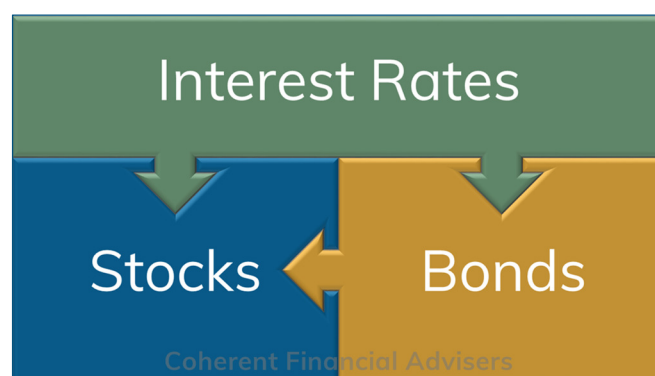 Interest Rates
Stocks
Bonds
Coherent Financial Advisers